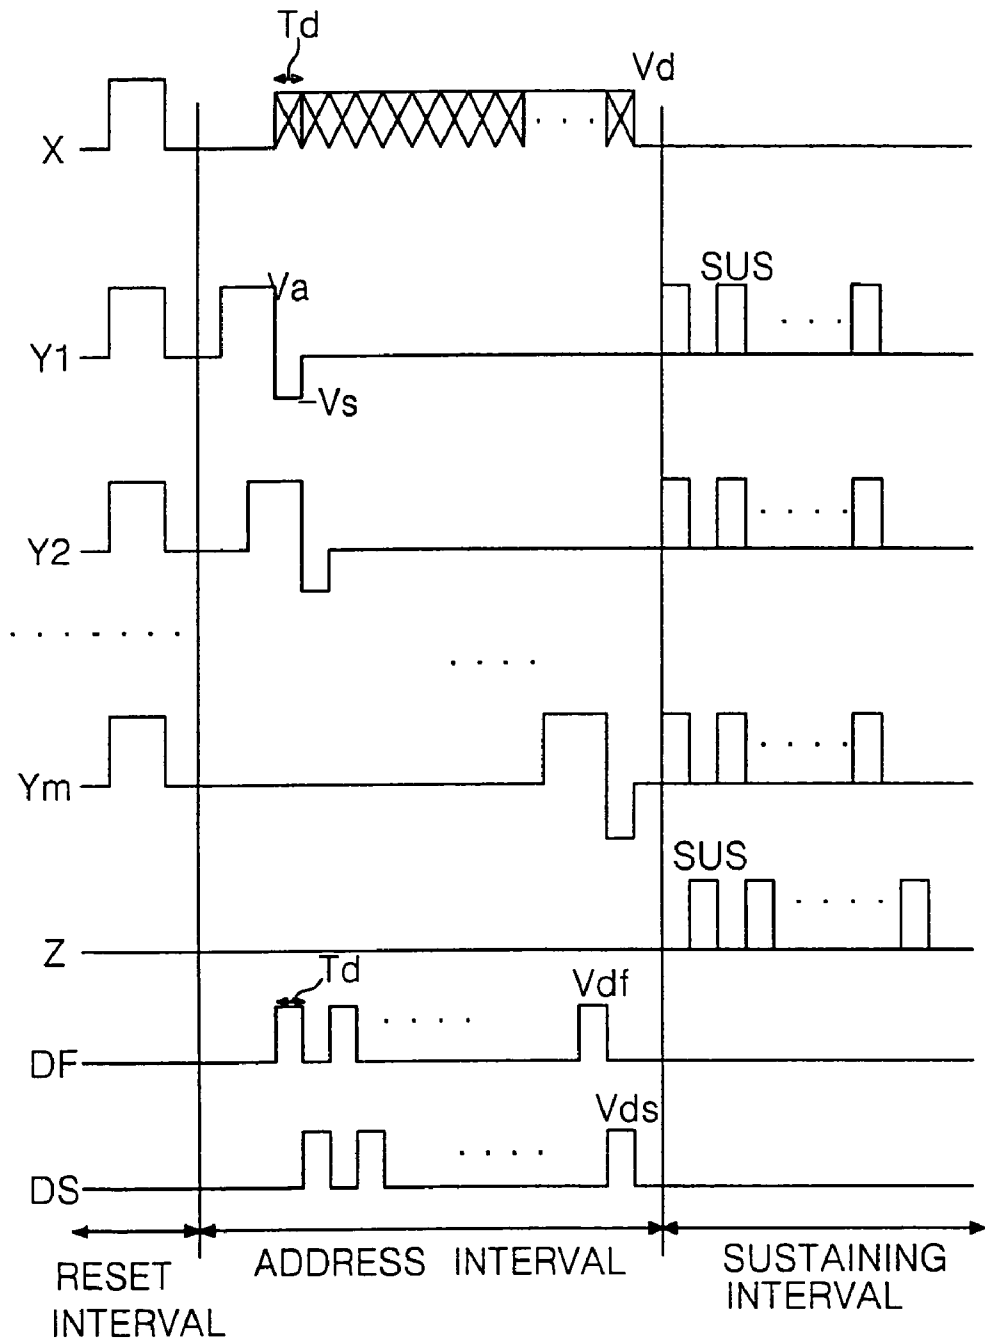 Td
Vd
X
Va
SUS
Y1
-Vs
Y2
. . . . . . .
. . . .
Ym
SUS
Z
Td
Vdf
DF
Vds
DS
RESET INTERVAL
ADDRESS INTERVAL
SUSTAINING INTERVAL